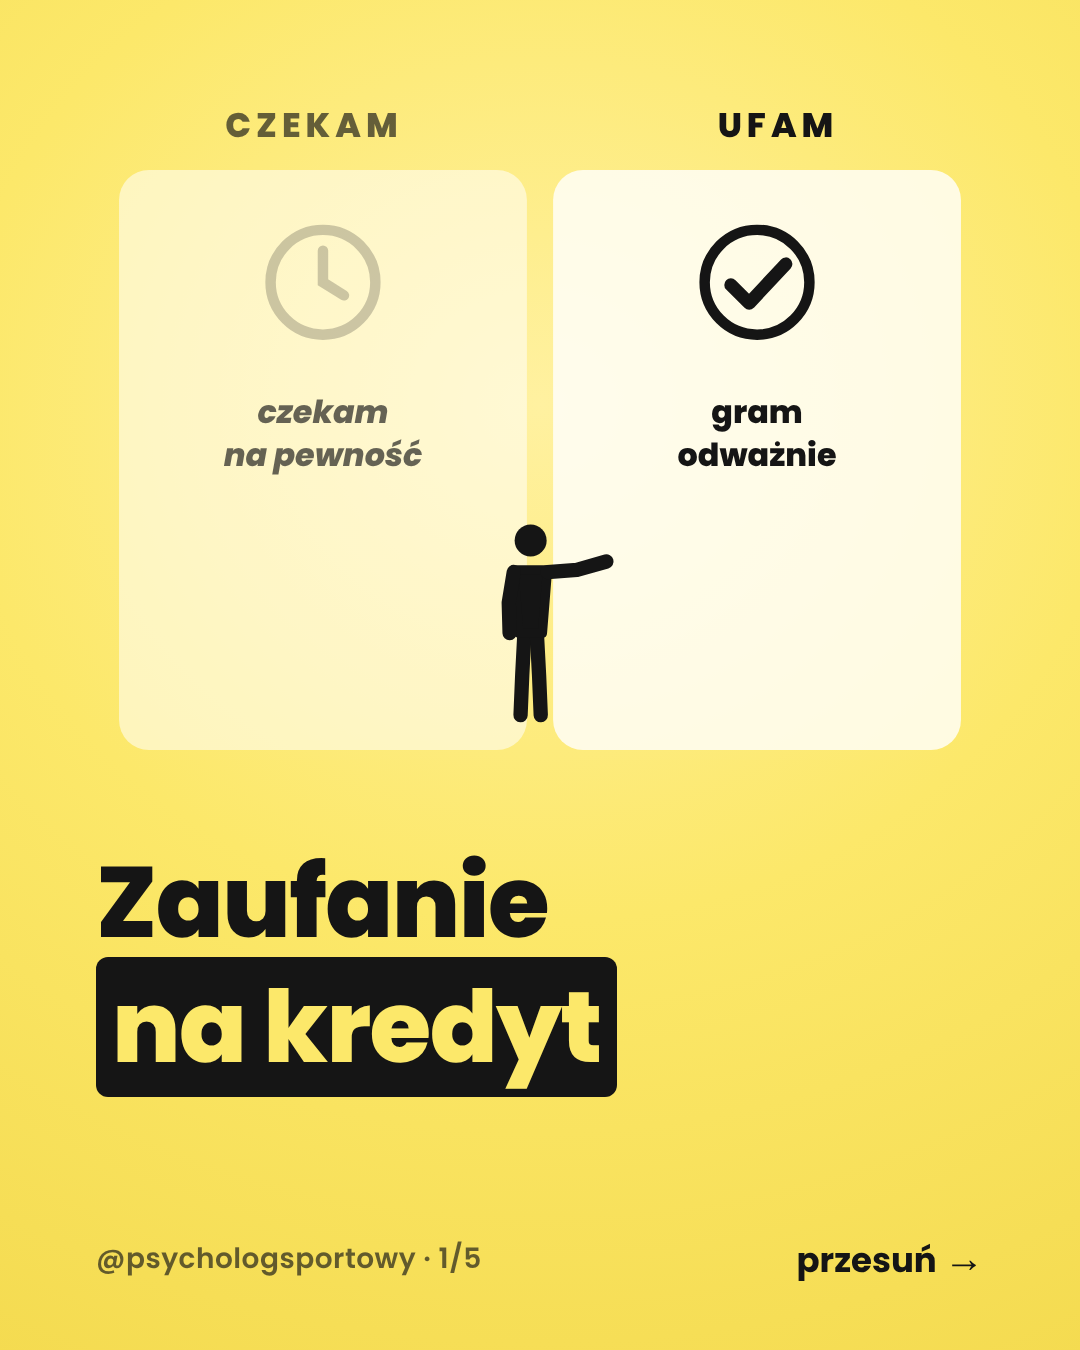 CZEKAM
UFAM
czekam
na pewność
gram
odważnie
Zaufanie
na kredyt
@psychologsportowy · 1/5
przesuń →